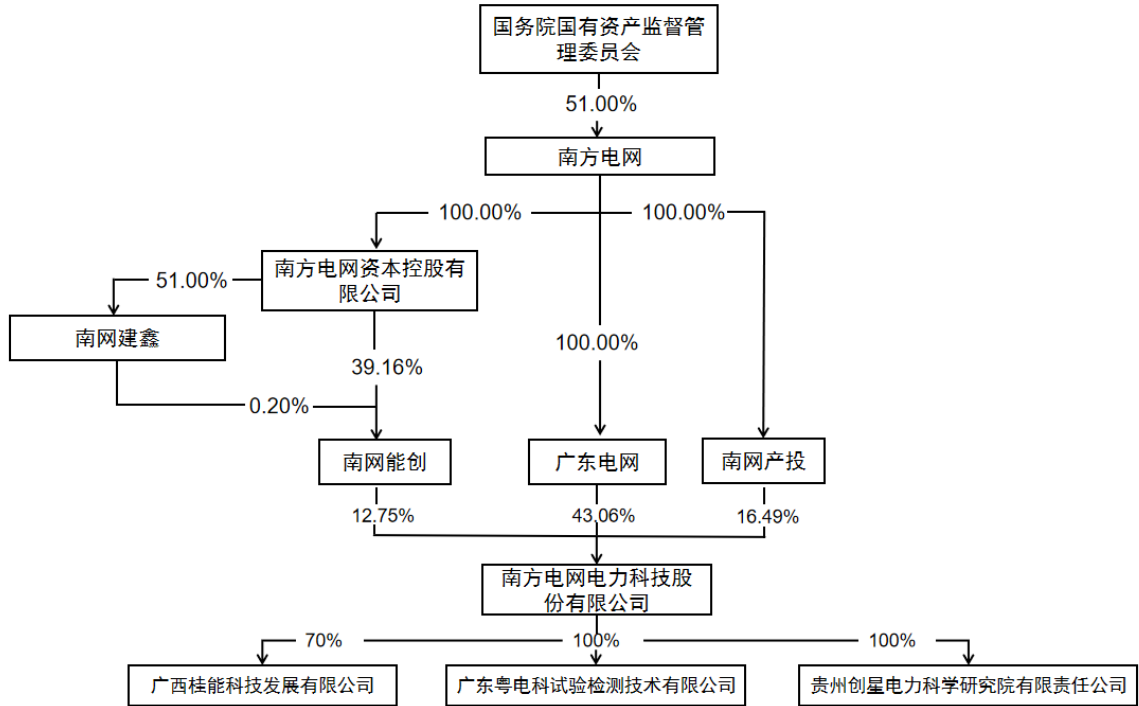 国务院国有资产监督管
理委员会
51.00%
南方电网
100.00%
100.00%
南方电网资本控股有
限公司
51.00%
南网建鑫
100.00%
39.16%
0.20%
南网能创
广东电网
南网产投
12.75%
43.06%
16.49%
南方电网电力科技股
份有限公司
70%
100%
100%
广西桂能科技发展有限公司
广东粤电科试验检测技术有限公司
贵州创星电力科学研究院有限责任公司